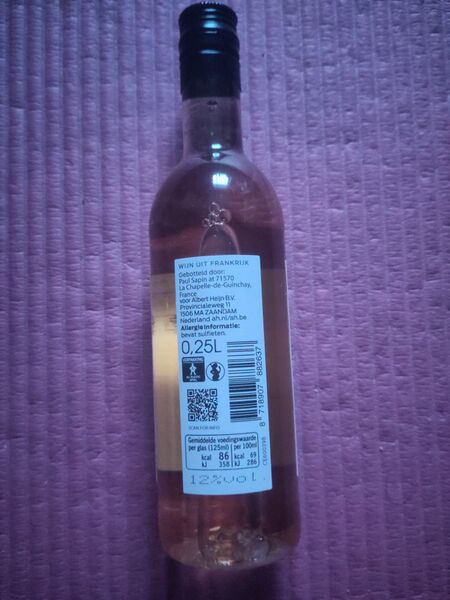 WIJN UIT FRANKRIJK
Gebotteld door:
Paul Sapin at 71570
La Chapelle-de-Guinchay,
France
voor Albert Heijn B.V.
Provincialeweg 11
1506 MA ZAANDAM
Nederland ah.nl/ah.be
Allergie informatie:
bevat sulfieten.
0,25L
8 718907 882637
SCAN FOR INFO
Gemiddelde voedingswaarde
per glas (125ml) per 100ml
kcal 86 kcal 69
kJ 358 kJ 286
12%vol.